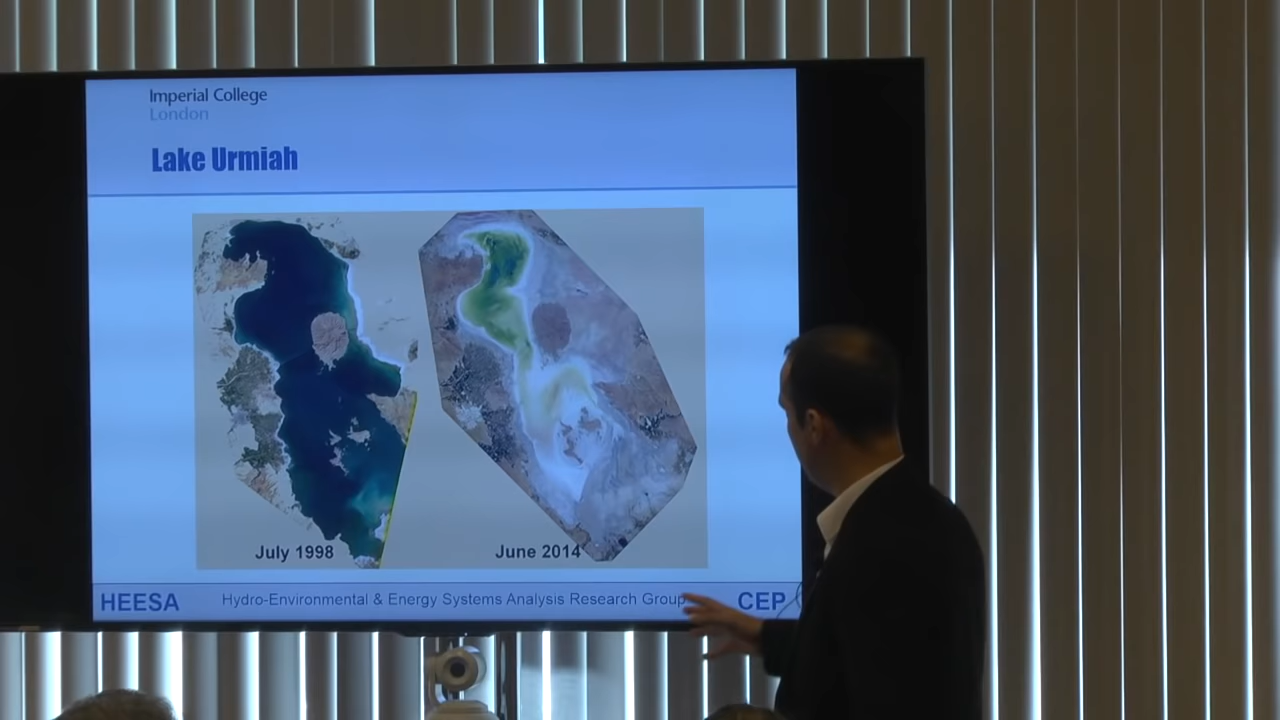 Imperial College
London
Lake Urmiah
July 1998
June 2014
HEESA
Hydro-Environmental & Energy Systems Analysis Research Group
CEP